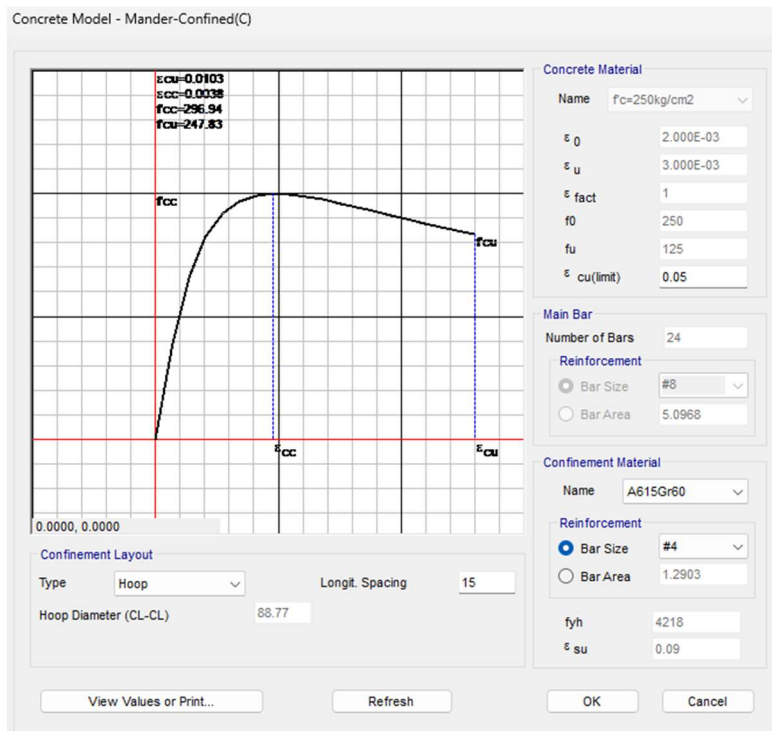 Concrete Model - Mander-Confined(C)
εcu=0.0103
εcc=0.0038
fcc=296.94
fcu=247.83
fcc
fcu
εcc
εcu
0.0000, 0.0000
Confinement Layout
Type Hoop Longit. Spacing 15
Hoop Diameter (CL-CL) 88.77
Concrete Material
Name f'c=250kg/cm2
ε 0 2.000E-03
ε u 3.000E-03
ε fact 1
f0 250
fu 125
ε cu(limit) 0.05
Main Bar
Number of Bars 24
Reinforcement
Bar Size #8
Bar Area 5.0968
Confinement Material
Name A615Gr60
Reinforcement
Bar Size #4
Bar Area 1.2903
fyh 4218
ε su 0.09
View Values or Print... Refresh OK Cancel